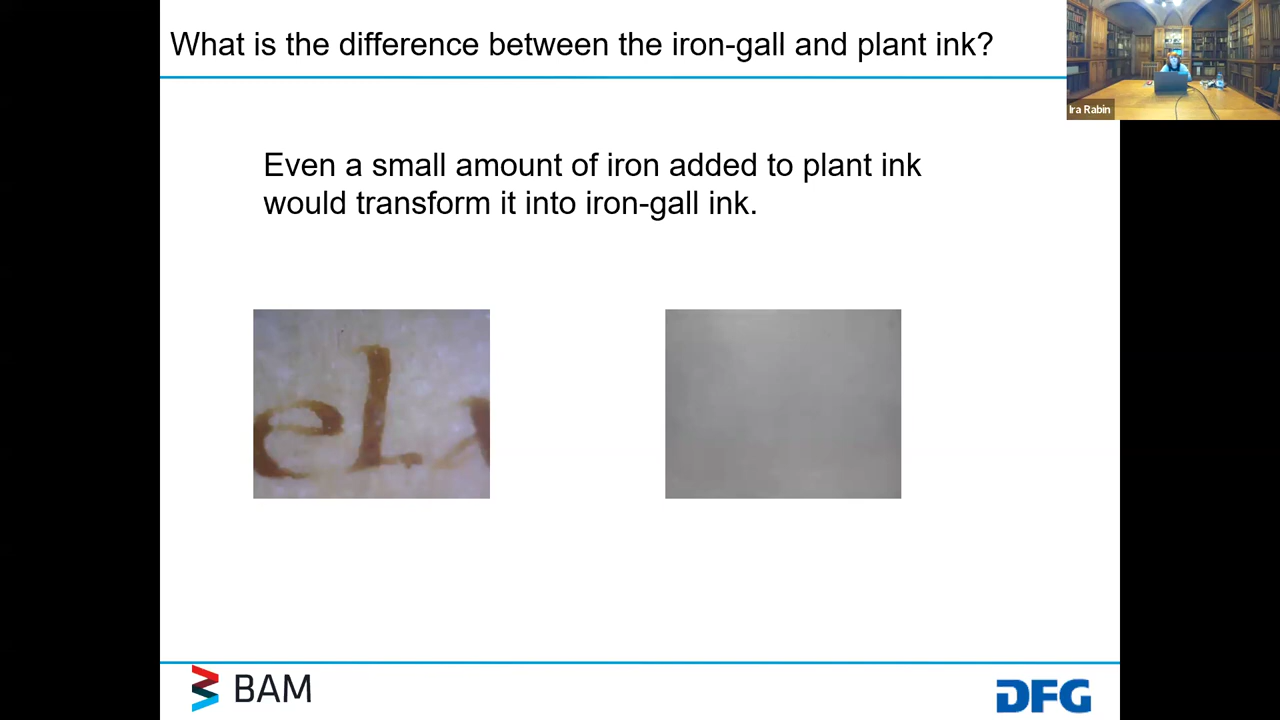 What is the difference between the iron-gall and plant ink?
Ira Rabin
Even a small amount of iron added to plant ink
would transform it into iron-gall ink.
el
BAM
DFG